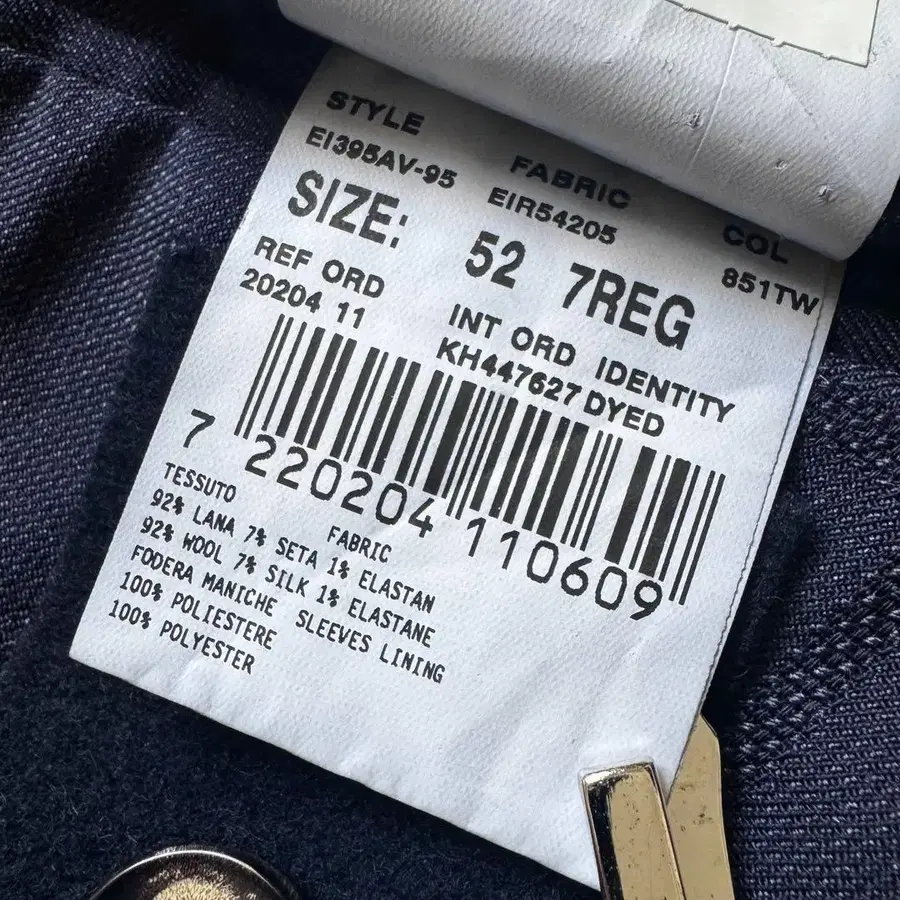 STYLE FABRIC COL
EI395AV-95 EIR54205 851TW
SIZE: 52 7REG
REF ORD INT ORD IDENTITY
20204 11 KH447627 DYED
7 220204 110609
TESSUTO FABRIC
92% LANA 7% SETA 1% ELASTAN
92% WOOL 7% SILK 1% ELASTANE
FODERA MANICHE SLEEVES LINING
100% POLIESTERE
100% POLYESTER